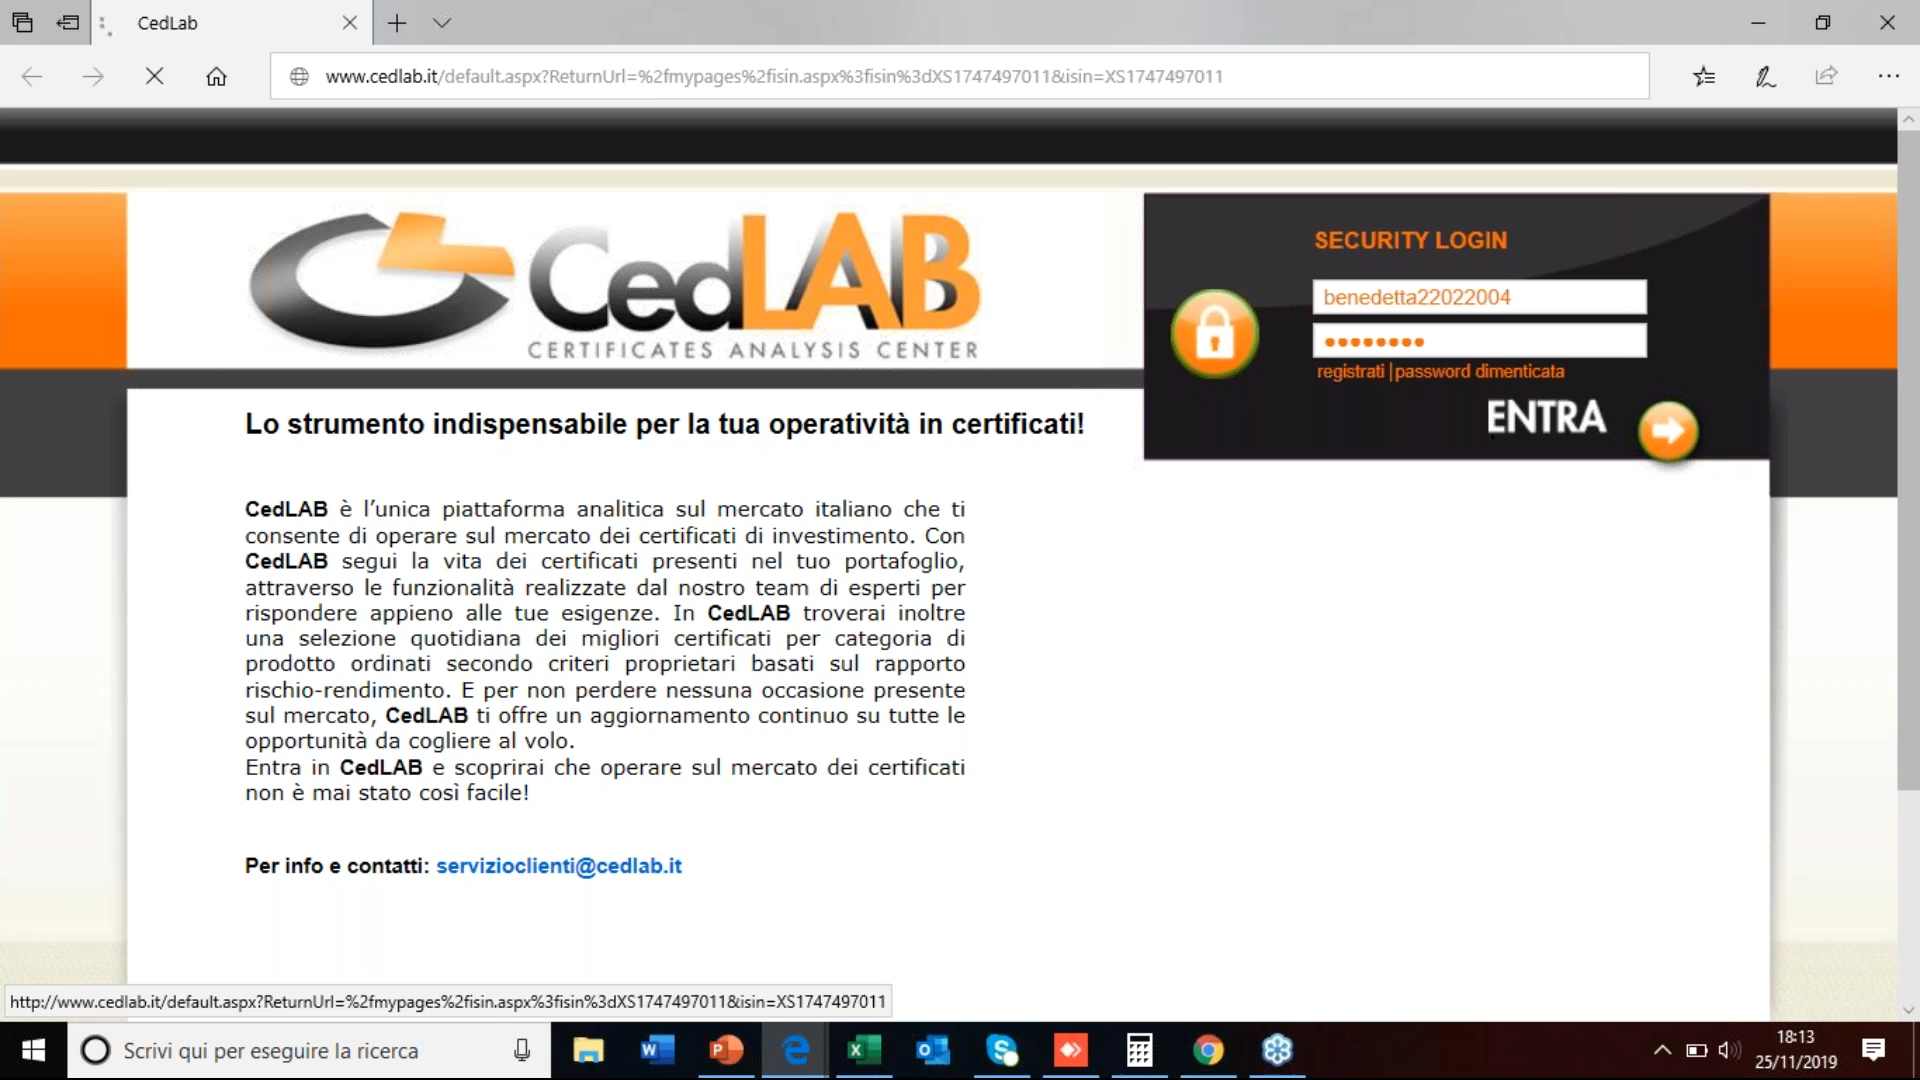 CedLab
www.cedlab.it/default.aspx?ReturnUrl=%2fmypages%2fisin.aspx%3fisin%3dXS1747497011&isin=XS1747497011
CedLAB
CERTIFICATES ANALYSIS CENTER
SECURITY LOGIN
benedetta22022004
••••••••
registrati |password dimenticata
ENTRA
Lo strumento indispensabile per la tua operatività in certificati!
CedLAB è l’unica piattaforma analitica sul mercato italiano che ti
consente di operare sul mercato dei certificati di investimento. Con
CedLAB segui la vita dei certificati presenti nel tuo portafoglio,
attraverso le funzionalità realizzate dal nostro team di esperti per
rispondere appieno alle tue esigenze. In CedLAB troverai inoltre
una selezione quotidiana dei migliori certificati per categoria di
prodotto ordinati secondo criteri proprietari basati sul rapporto
rischio-rendimento. E per non perdere nessuna occasione presente
sul mercato, CedLAB ti offre un aggiornamento continuo su tutte le
opportunità da cogliere al volo.
Entra in CedLAB e scoprirai che operare sul mercato dei certificati
non è mai stato così facile!
Per info e contatti: servizioclienti@cedlab.it
http://www.cedlab.it/default.aspx?ReturnUrl=%2fmypages%2fisin.aspx%3fisin%3dXS1747497011&isin=XS1747497011
Scrivi qui per eseguire la ricerca
18:13
25/11/2019